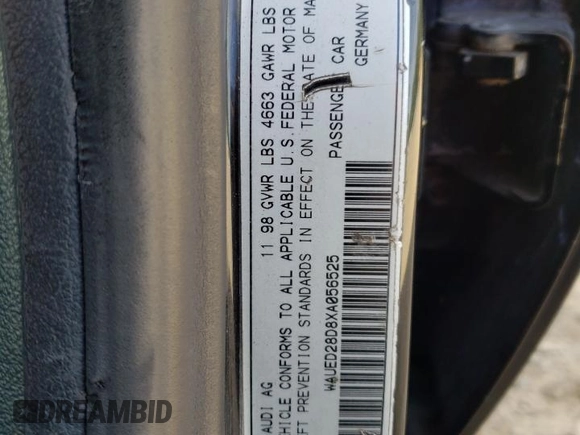 AUDI AG 11 98 GVWR LBS 4663 GAWR LBS
HICLE CONFORMS TO ALL APPLICABLE U.S. FEDERAL MOTOR
FT PREVENTION STANDARDS IN EFFECT ON THE DATE OF MA
PASSENGER CAR
WAUED28D8XA056525
GERMANY
DREAMBID